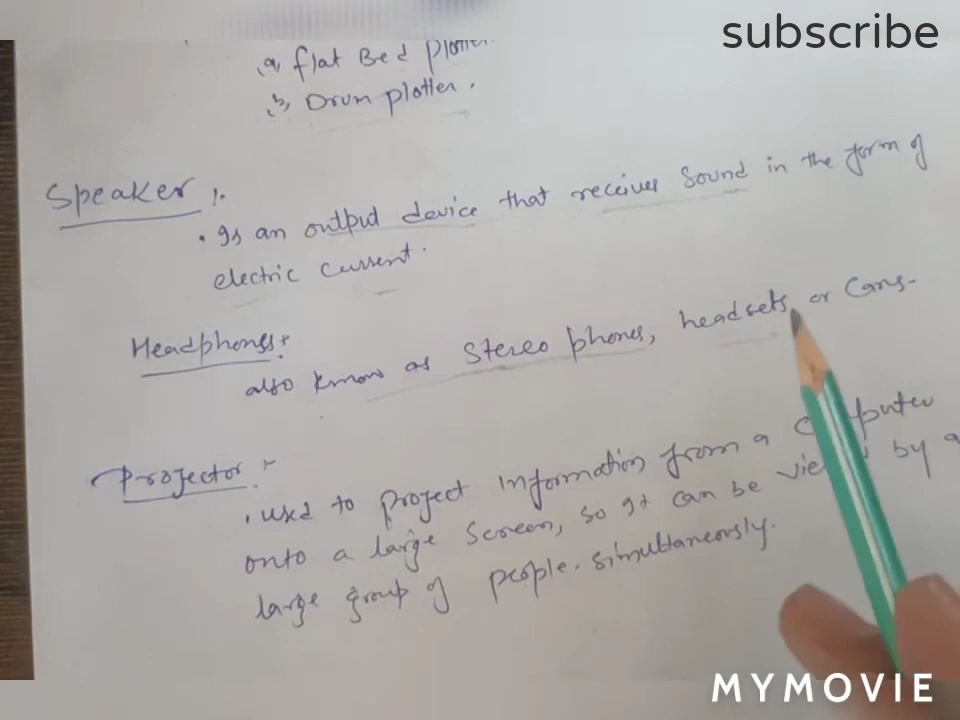 subscribe
(a) flat Bed plotter
(b) Drum plotter.
Speaker :-
. Is an output device that receives Sound in the form of
electric current.
Headphones :-
also know as Stereo phones, headsets or Cans-
Projector :-
. Used to project information from a computer
onto a large screen, so it can be viewed by a
large group of people. simultaneously.
MYMOVIE